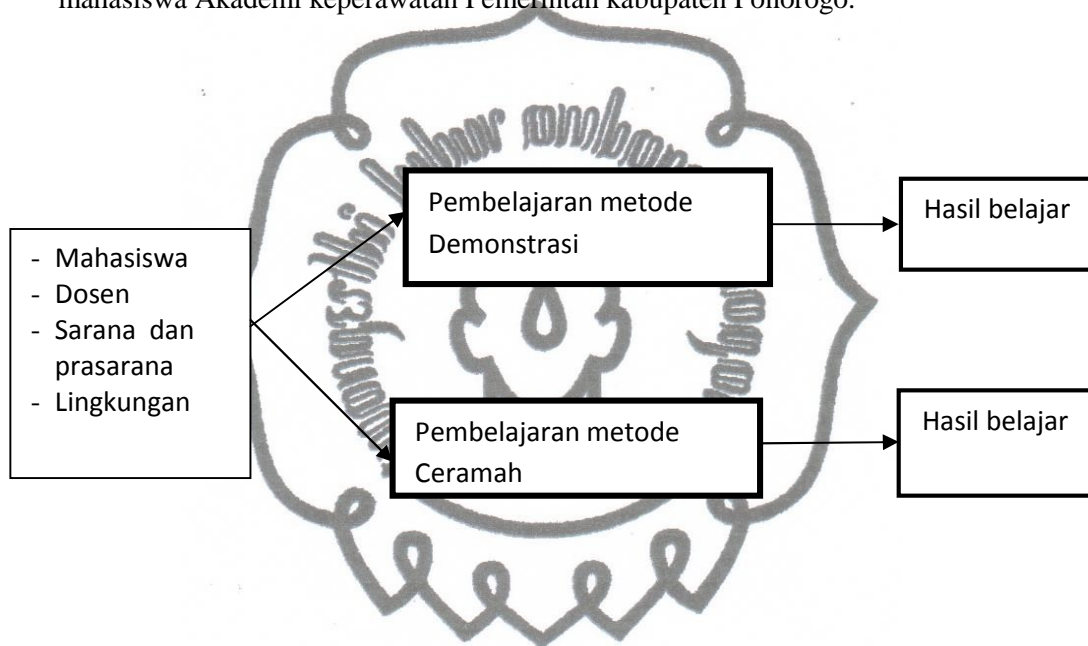 mahasiswa Akademi keperawatan Pemerintah kabupaten Ponorogo.
Pembelajaran metode
Demonstrasi
Hasil belajar
- Mahasiswa
- Dosen
- Sarana dan
prasarana
- Lingkungan
Pembelajaran metode
Ceramah
Hasil belajar